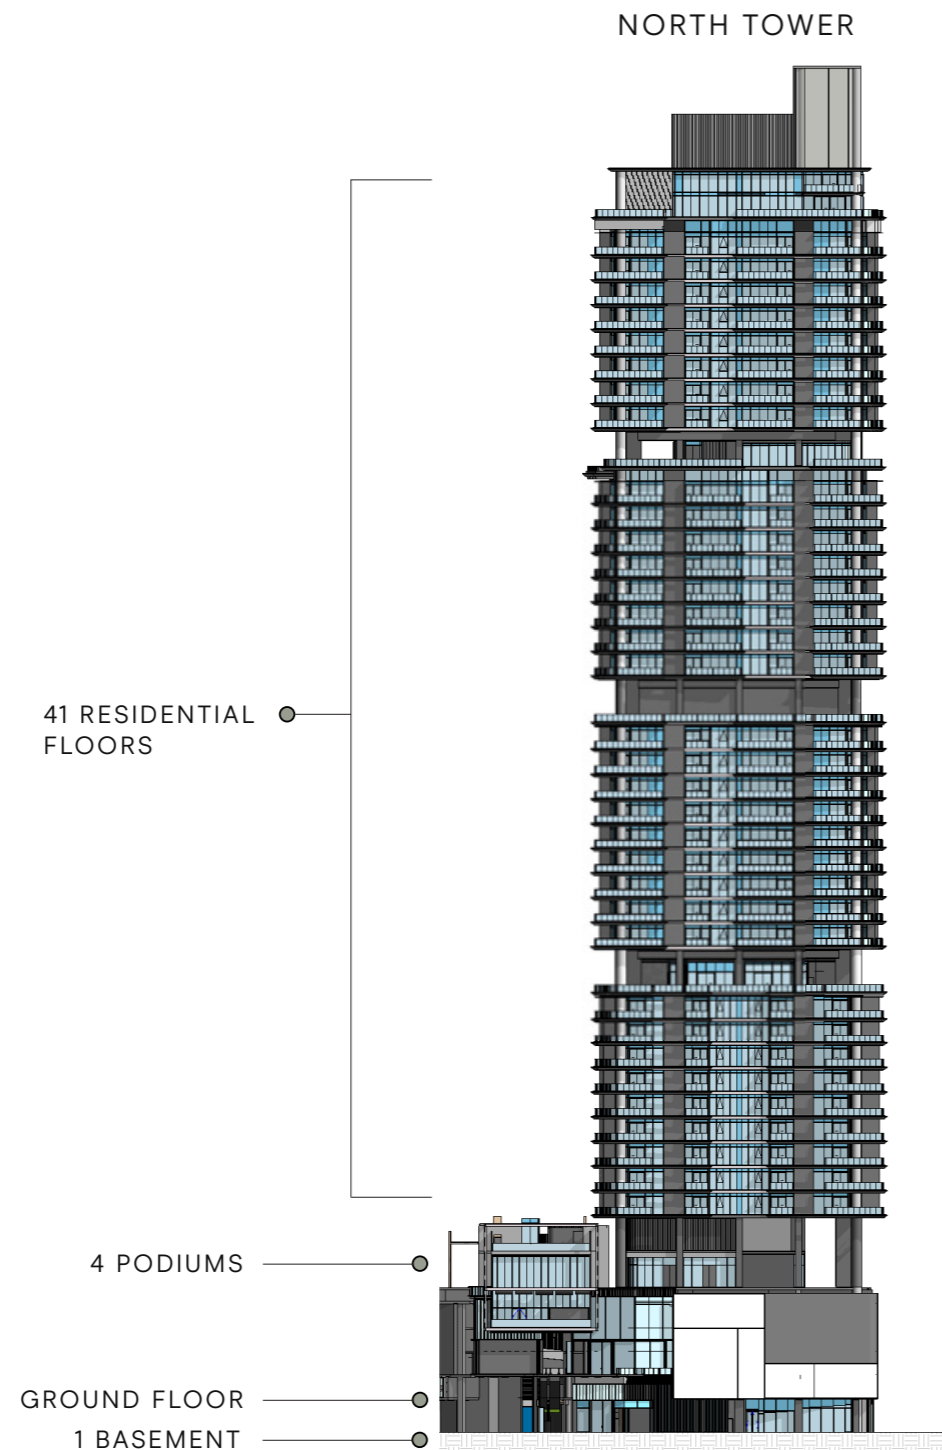 NORTH TOWER
41 RESIDENTIAL
FLOORS
4 PODIUMS
GROUND FLOOR
1 BASEMENT